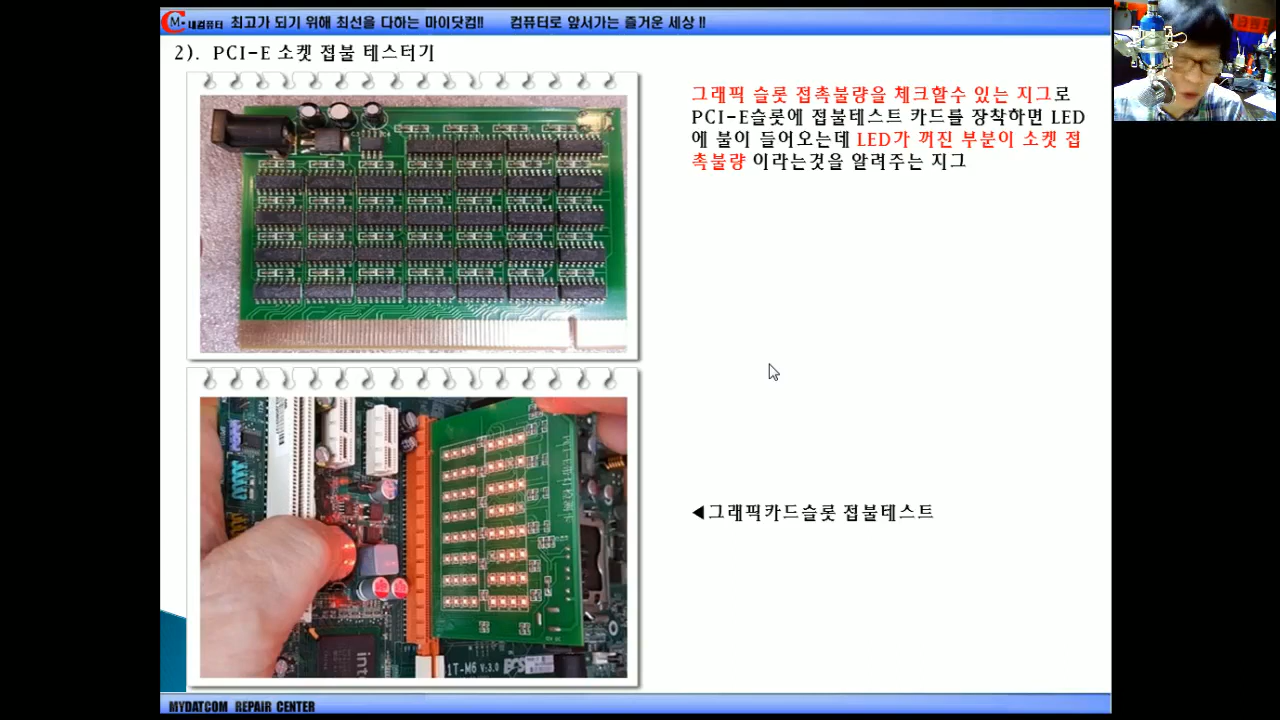 CM 내컴퓨터 최고가 되기 위해 최선을 다하는 마이닷컴!! 컴퓨터로 앞서가는 즐거운 세상 !!
2). PCI-E 소켓 접불 테스터기
그래픽 슬롯 접촉불량을 체크할수 있는 지그로
PCI-E슬롯에 접불테스트 카드를 장착하면 LED
에 불이 들어오는데 LED가 꺼진 부분이 소켓 접
촉불량 이라는것을 알려주는 지그
◀그래픽카드슬롯 접불테스트
1T-M6 V:3.0
ECS
MYDATCOM REPAIR CENTER